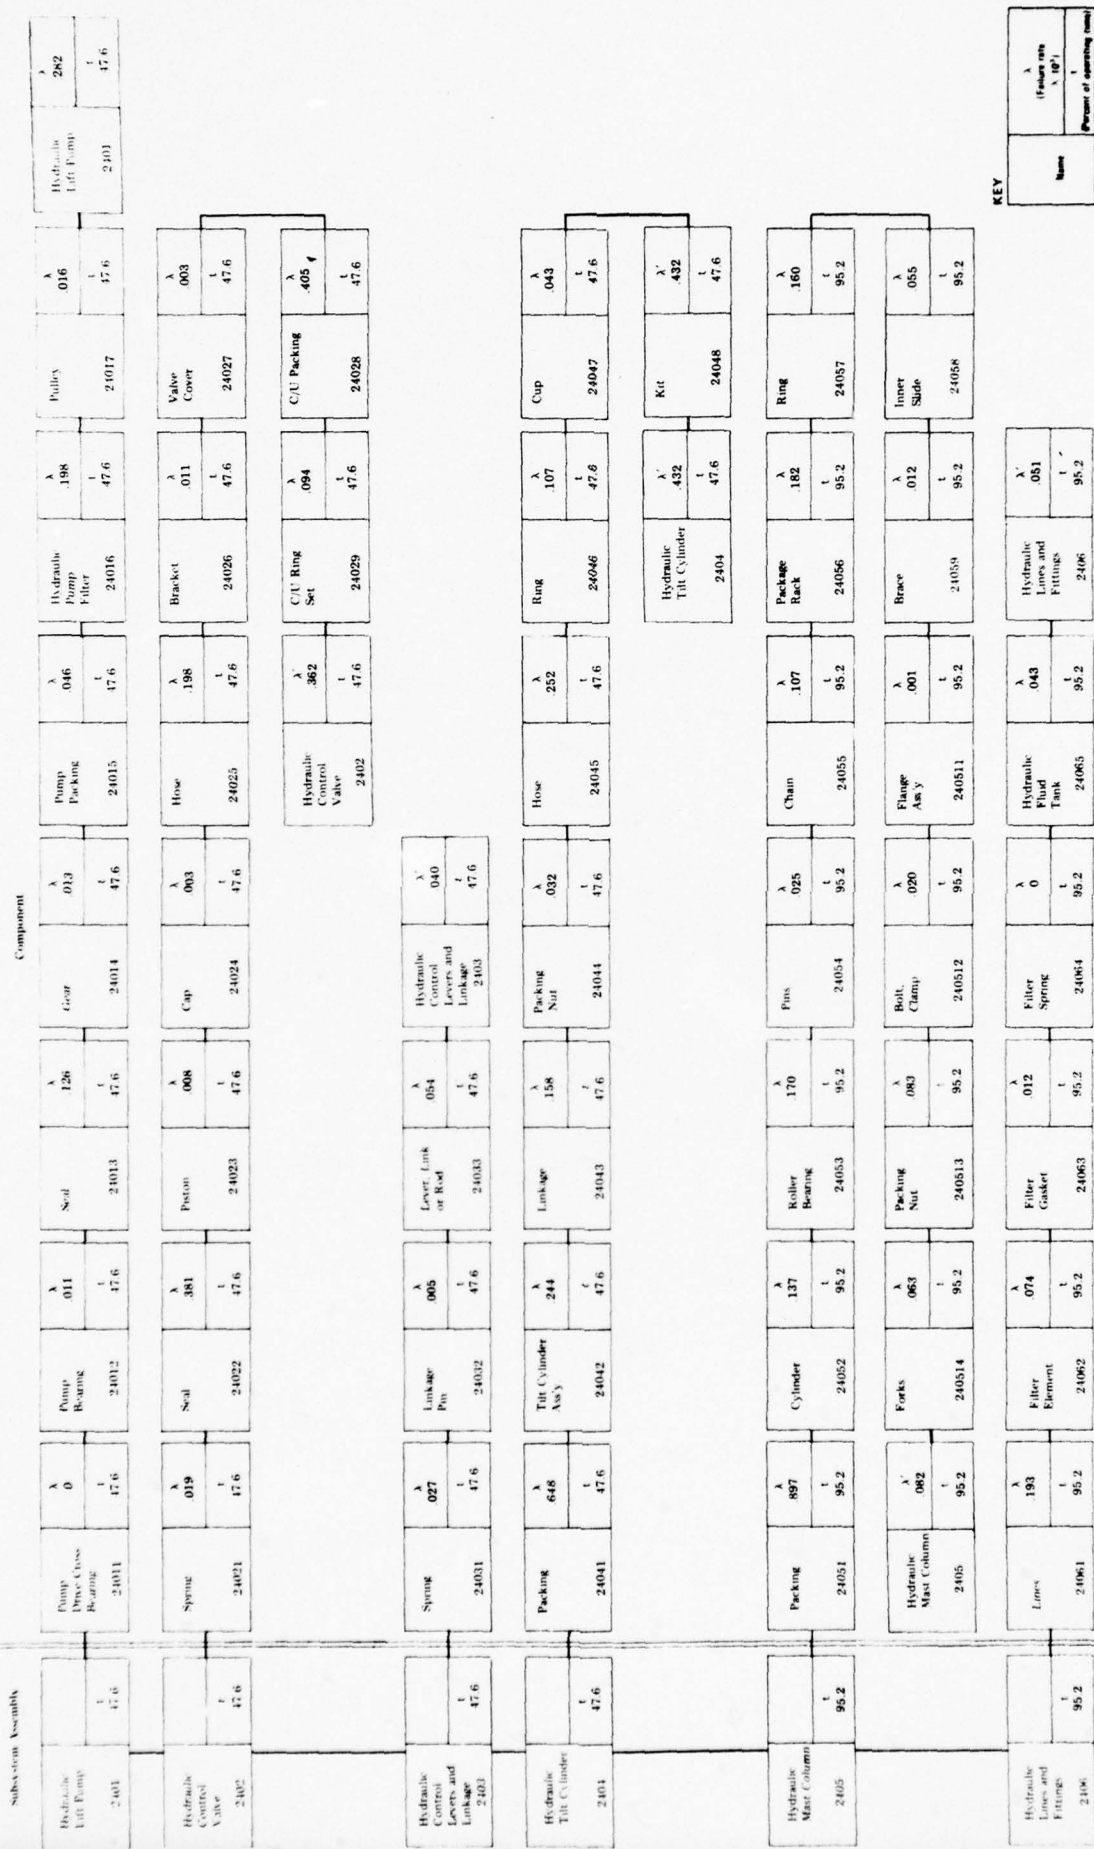 Subsystem Assembly
Component
Hydraulic
Lift Pump
2401
t
47.6
Pump
Drive Cross
Bearing
24011
λ
0
t
47.6
Pump
Bearing
24012
λ
.011
t
47.6
Seal
24013
λ
.126
t
47.6
Gear
24014
λ
.013
t
47.6
Pump
Packing
24015
λ
.046
t
47.6
Hydraulic
Pump
Filter
24016
λ
.198
t
47.6
Pulley
24017
λ
.016
t
47.6
Hydraulic
Lift Pump
2401
λ
282
t
47.6
Hydraulic
Control
Valve
2402
t
47.6
Spring
24021
λ
.019
t
47.6
Seal
24022
λ
.381
t
47.6
Piston
24023
λ
.008
t
47.6
Cap
24024
λ
.003
t
47.6
Hose
24025
λ
.198
t
47.6
Bracket
24026
λ
.011
t
47.6
Valve
Cover
24027
λ
.003
t
47.6
Hydraulic
Control
Valve
2402
λ'
.362
t
47.6
C/U Ring
Set
24029
λ
.094
t
47.6
C/U Packing
24028
λ
.405
t
47.6
Hydraulic
Control
Levers and
Linkage
2403
t
47.6
Spring
24031
λ
.027
t
47.6
Linkage
Pin
24032
λ
.005
t
47.6
Lever, Link
or Rod
24033
λ
.054
t
47.6
Hydraulic
Control
Levers and
Linkage
2403
λ'
.040
t
47.6
Hydraulic
Tilt Cylinder
2404
t
47.6
Packing
24041
λ
.648
t
47.6
Tilt Cylinder
Ass'y
24042
λ
.244
t
47.6
Linkage
24043
λ
.158
t
47.6
Packing
Nut
24044
λ
.032
t
47.6
Hose
24045
λ
.252
t
47.6
Ring
24046
λ
.107
t
47.6
Cup
24047
λ
.043
t
47.6
Hydraulic
Tilt Cylinder
2404
λ'
.432
t
47.6
Kit
24048
λ'
.432
t
47.6
Hydraulic
Mast Column
2405
t
95.2
Packing
24051
λ
.897
t
95.2
Cylinder
24052
λ
137
t
95.2
Roller
Bearing
24053
λ
.170
t
95.2
Pins
24054
λ
.025
t
95.2
Chain
24055
λ
.107
t
95.2
Package
Rack
24056
λ
.182
t
95.2
Ring
24057
λ
.160
t
95.2
Hydraulic
Mast Column
2405
λ'
.082
t
95.2
Forks
240514
λ
.063
t
95.2
Packing
Nut
240513
λ
.083
t
95.2
Bolt,
Clamp
240512
λ
.020
t
95.2
Flange
Ass'y
240511
λ
.001
t
95.2
Brace
24059
λ
.012
t
95.2
Inner
Slide
24058
λ
.055
t
95.2
Hydraulic
Lines and
Fittings
2406
t
95.2
Lines
24061
λ
.193
t
95.2
Filter
Element
24062
λ
.074
t
95.2
Filter
Gasket
24063
λ
.012
t
95.2
Filter
Spring
24064
λ
0
t
95.2
Hydraulic
Fluid
Tank
24065
λ
.043
t
95.2
Hydraulic
Lines and
Fittings
2406
λ'
.051
t
95.2
KEY
Name
λ
(Failure rate
t
(Percent of operating time)